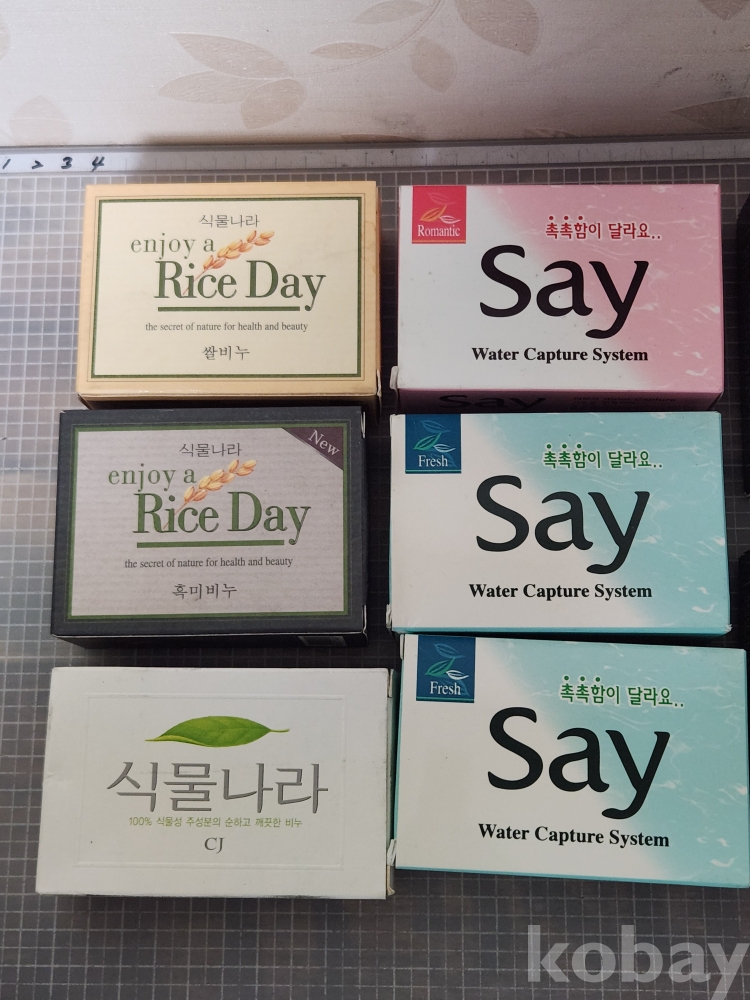 1 2 3 4
식물나라
enjoy a
Rice Day
the secret of nature for health and beauty
쌀비누
Romantic
촉촉함이 달라요..
Say
Water Capture System
식물나라
New
enjoy a
Rice Day
the secret of nature for health and beauty
흑미비누
Fresh
촉촉함이 달라요..
Say
Water Capture System
식물나라
100% 식물성 주성분의 순하고 깨끗한 비누
CJ
Fresh
촉촉함이 달라요..
Say
Water Capture System
kobay